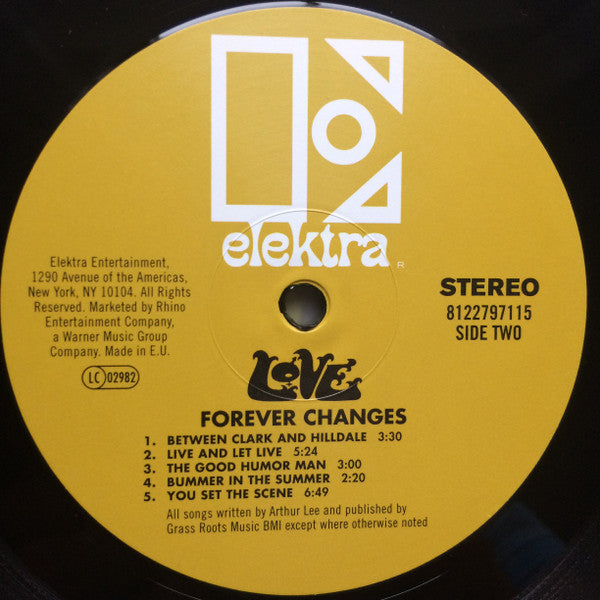 elektra
R
Elektra Entertainment,
1290 Avenue of the Americas,
New York, NY 10104. All Rights
Reserved. Marketed by Rhino
Entertainment Company,
a Warner Music Group
Company. Made in E.U.
LC 02982
STEREO
8122797115
SIDE TWO
LOVE
FOREVER CHANGES
1. BETWEEN CLARK AND HILLDALE 3:30
2. LIVE AND LET LIVE 5:24
3. THE GOOD HUMOR MAN 3:00
4. BUMMER IN THE SUMMER 2:20
5. YOU SET THE SCENE 6:49
All songs written by Arthur Lee and published by
Grass Roots Music BMI except where otherwise noted